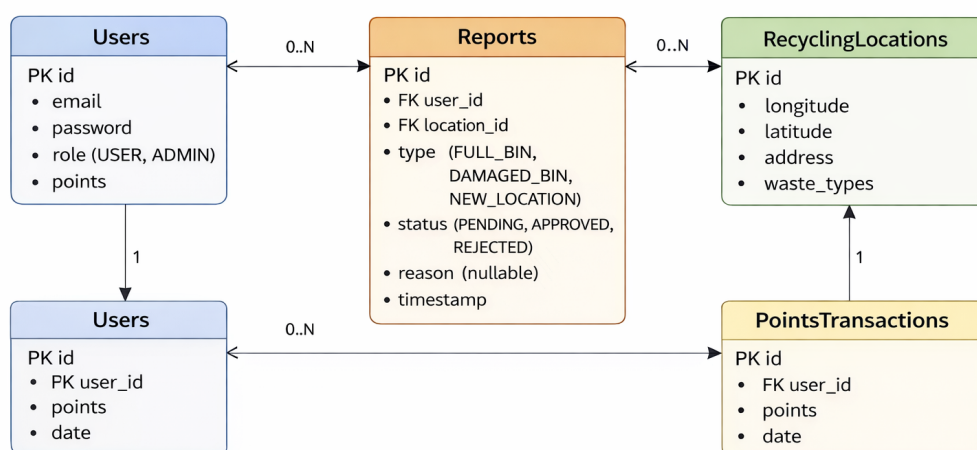 Users
PK id
• email
• password
• role (USER, ADMIN)
• points
0..N
Reports
PK id
• FK user_id
• FK location_id
• type (FULL_BIN,
DAMAGED_BIN,
NEW_LOCATION)
• status (PENDING, APPROVED,
REJECTED)
• reason (nullable)
• timestamp
0..N
RecyclingLocations
PK id
• longitude
• latitude
• address
• waste_types
1
1
Users
PK id
• PK user_id
• points
• date
0..N
PointsTransactions
PK id
• FK user_id
• points
• date